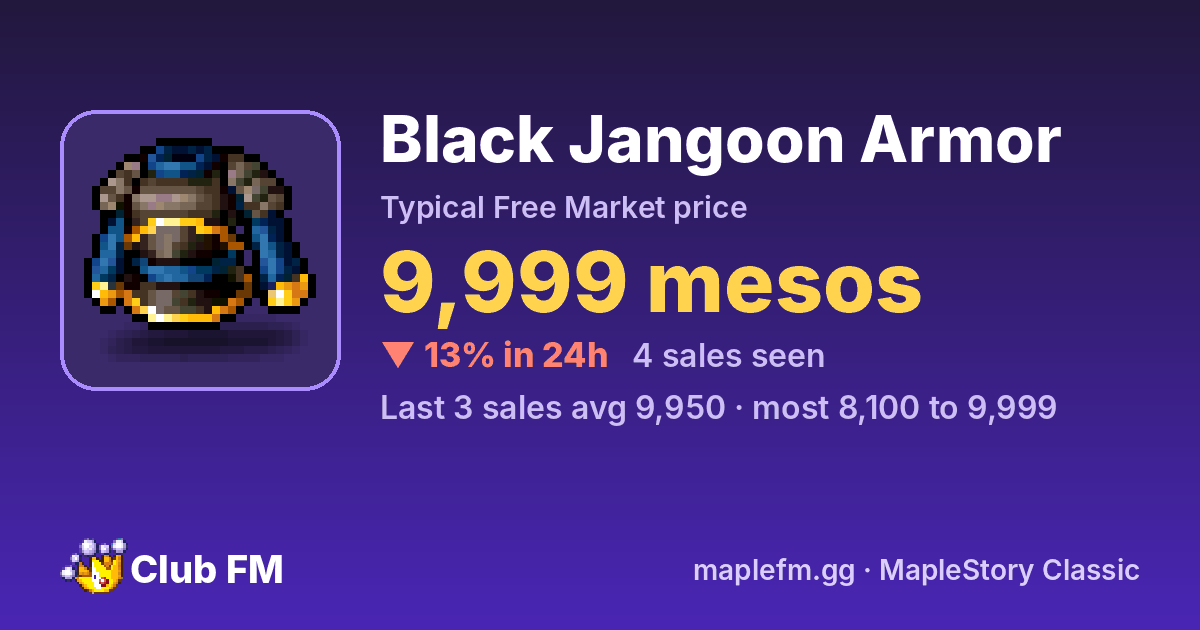 Black Jangoon Armor
Typical Free Market price
9,999 mesos
▼ 13% in 24h 4 sales seen
Last 3 sales avg 9,950 · most 8,100 to 9,999
Club FM
maplefm.gg · MapleStory Classic